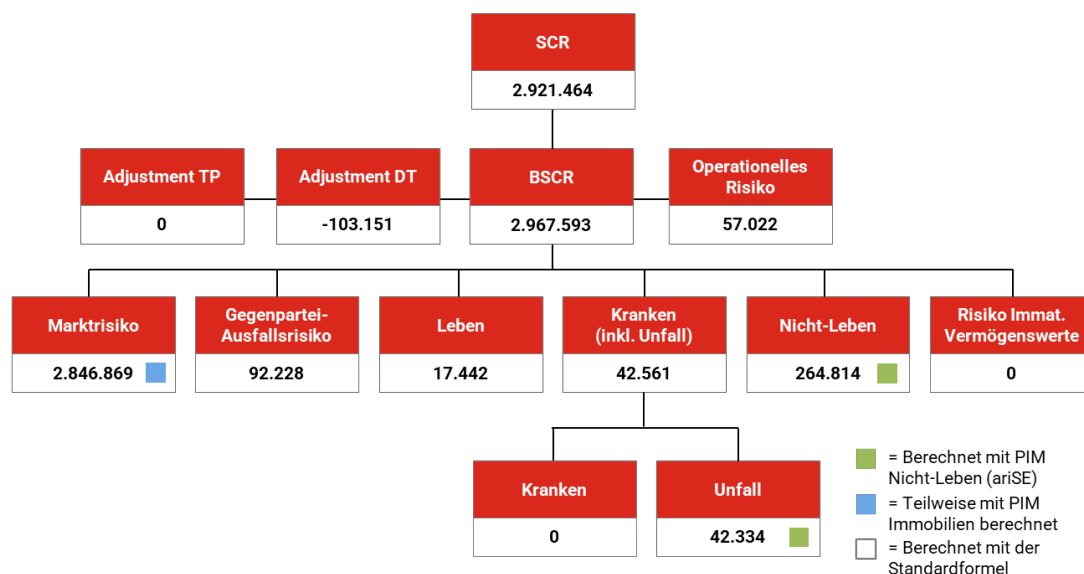 SCR
2.921.464
Adjustment TP
0
Adjustment DT
-103.151
BSCR
2.967.593
Operationelles
Risiko
57.022
Marktrisiko
2.846.869
Gegenpartei-
Ausfallsrisiko
92.228
Leben
17.442
Kranken
(inkl. Unfall)
42.561
Nicht-Leben
264.814
Risiko Immat.
Vermögenswerte
0
Kranken
0
Unfall
42.334
= Berechnet mit PIM
Nicht-Leben (ariSE)
= Teilweise mit PIM
Immobilien berechnet
= Berechnet mit der
Standardformel